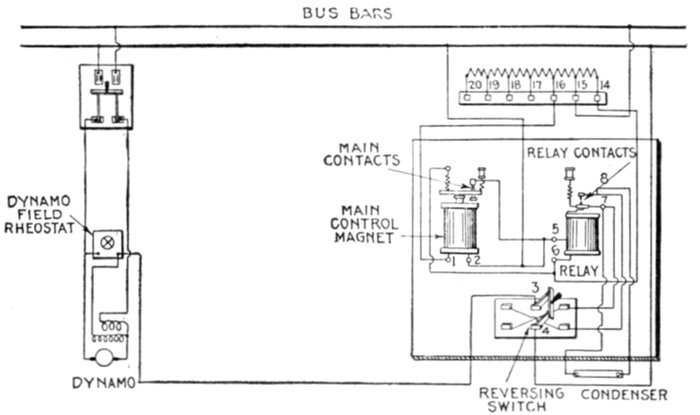 BUS BARS
20 19 18 17 16 15 14
MAIN
CONTACTS
RELAY CONTACTS
8
7
DYNAMO
FIELD
RHEOSTAT
MAIN
CONTROL
MAGNET
5
6
1 2
RELAY
3
4
DYNAMO
REVERSING
SWITCH
CONDENSER